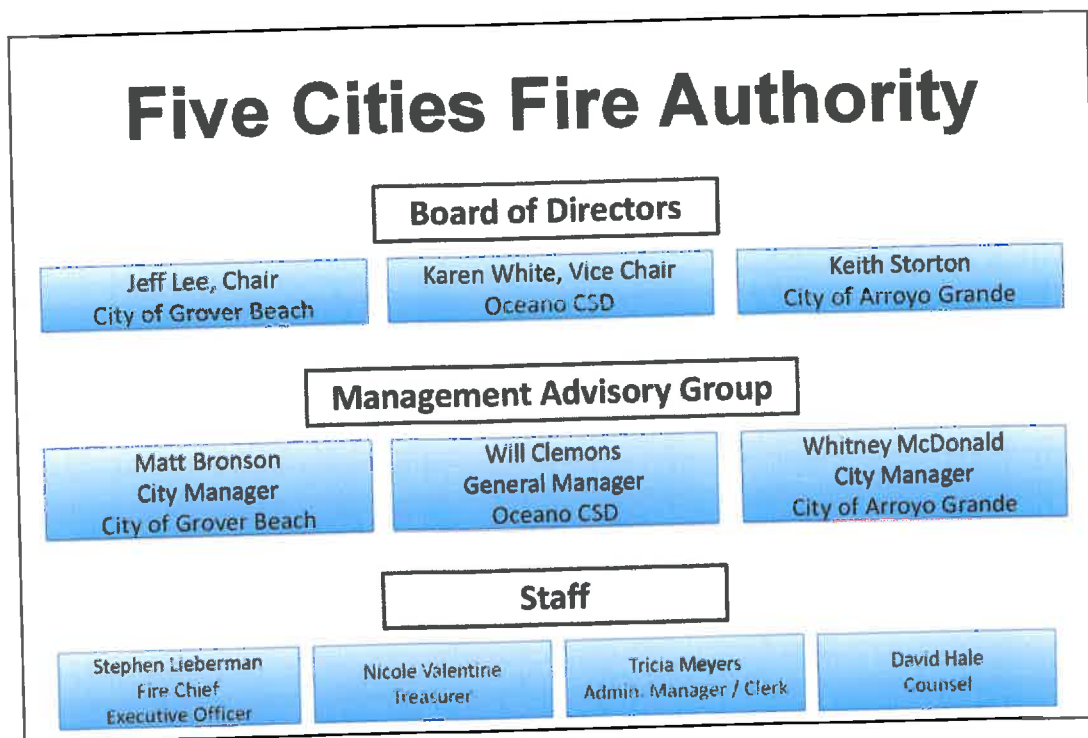 Five Cities Fire Authority
Board of Directors
Jeff Lee, Chair
City of Grover Beach
Karen White, Vice Chair
Oceano CSD
Keith Storton
City of Arroyo Grande
Management Advisory Group
Matt Bronson
City Manager
City of Grover Beach
Will Clemons
General Manager
Oceano CSD
Whitney McDonald
City Manager
City of Arroyo Grande
Staff
Stephen Lieberman
Fire Chief
Executive Officer
Nicole Valentine
Treasurer
Tricia Meyers
Admin. Manager / Clerk
David Hale
Counsel